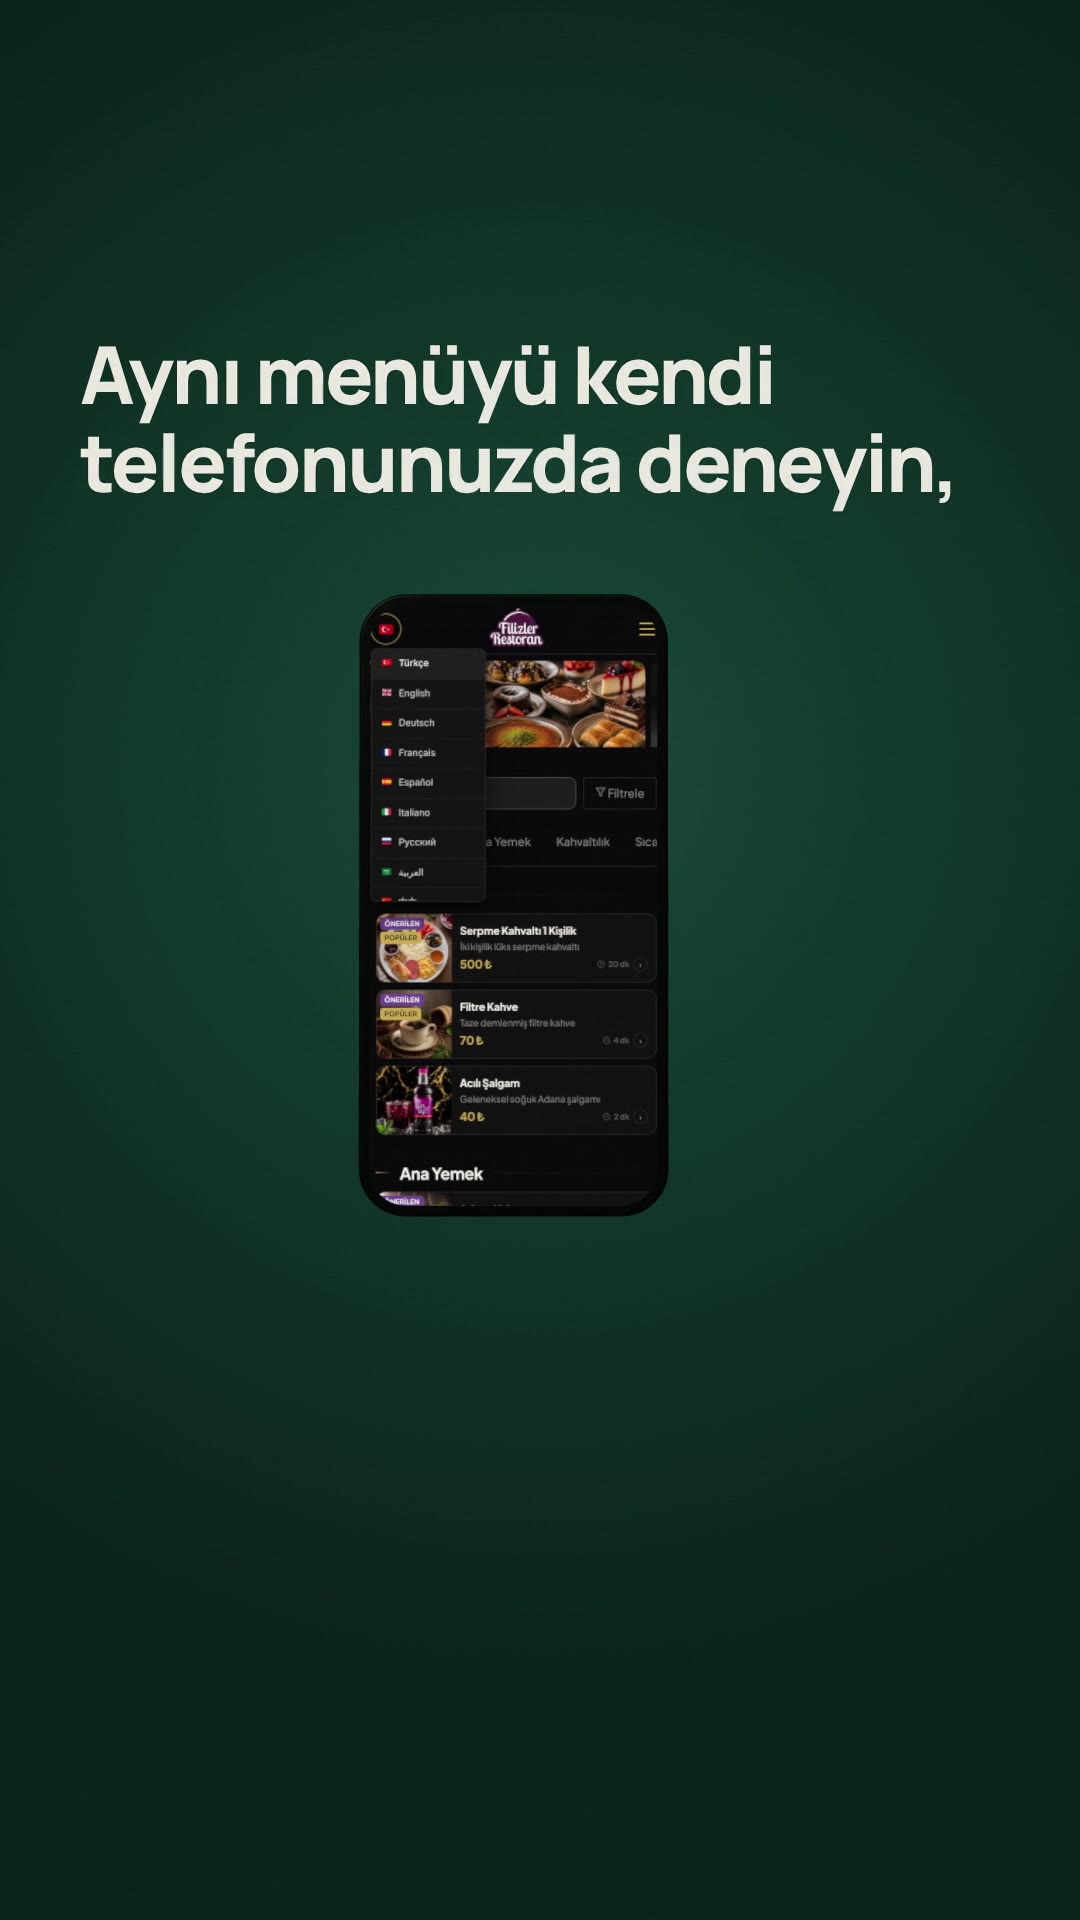 Aynı menüyü kendi
telefonunuzda deneyin,
Filizler
Restoran
Türkçe
English
Deutsch
Français
Español
Italiano
Русский
العربية
Filtrele
a Yemek Kahvaltılık Sıca
ÖNERİLEN
POPÜLER
Serpme Kahvaltı 1 Kişilik
İki kişilik lüks serpme kahvaltı
500₺ 20 dk
ÖNERİLEN
POPÜLER
Filtre Kahve
Taze demlenmiş filtre kahve
70₺ 4 dk
Acılı Şalgam
Geleneksel soğuk Adana şalgamı
40₺ 2 dk
Ana Yemek
ÖNERİLEN